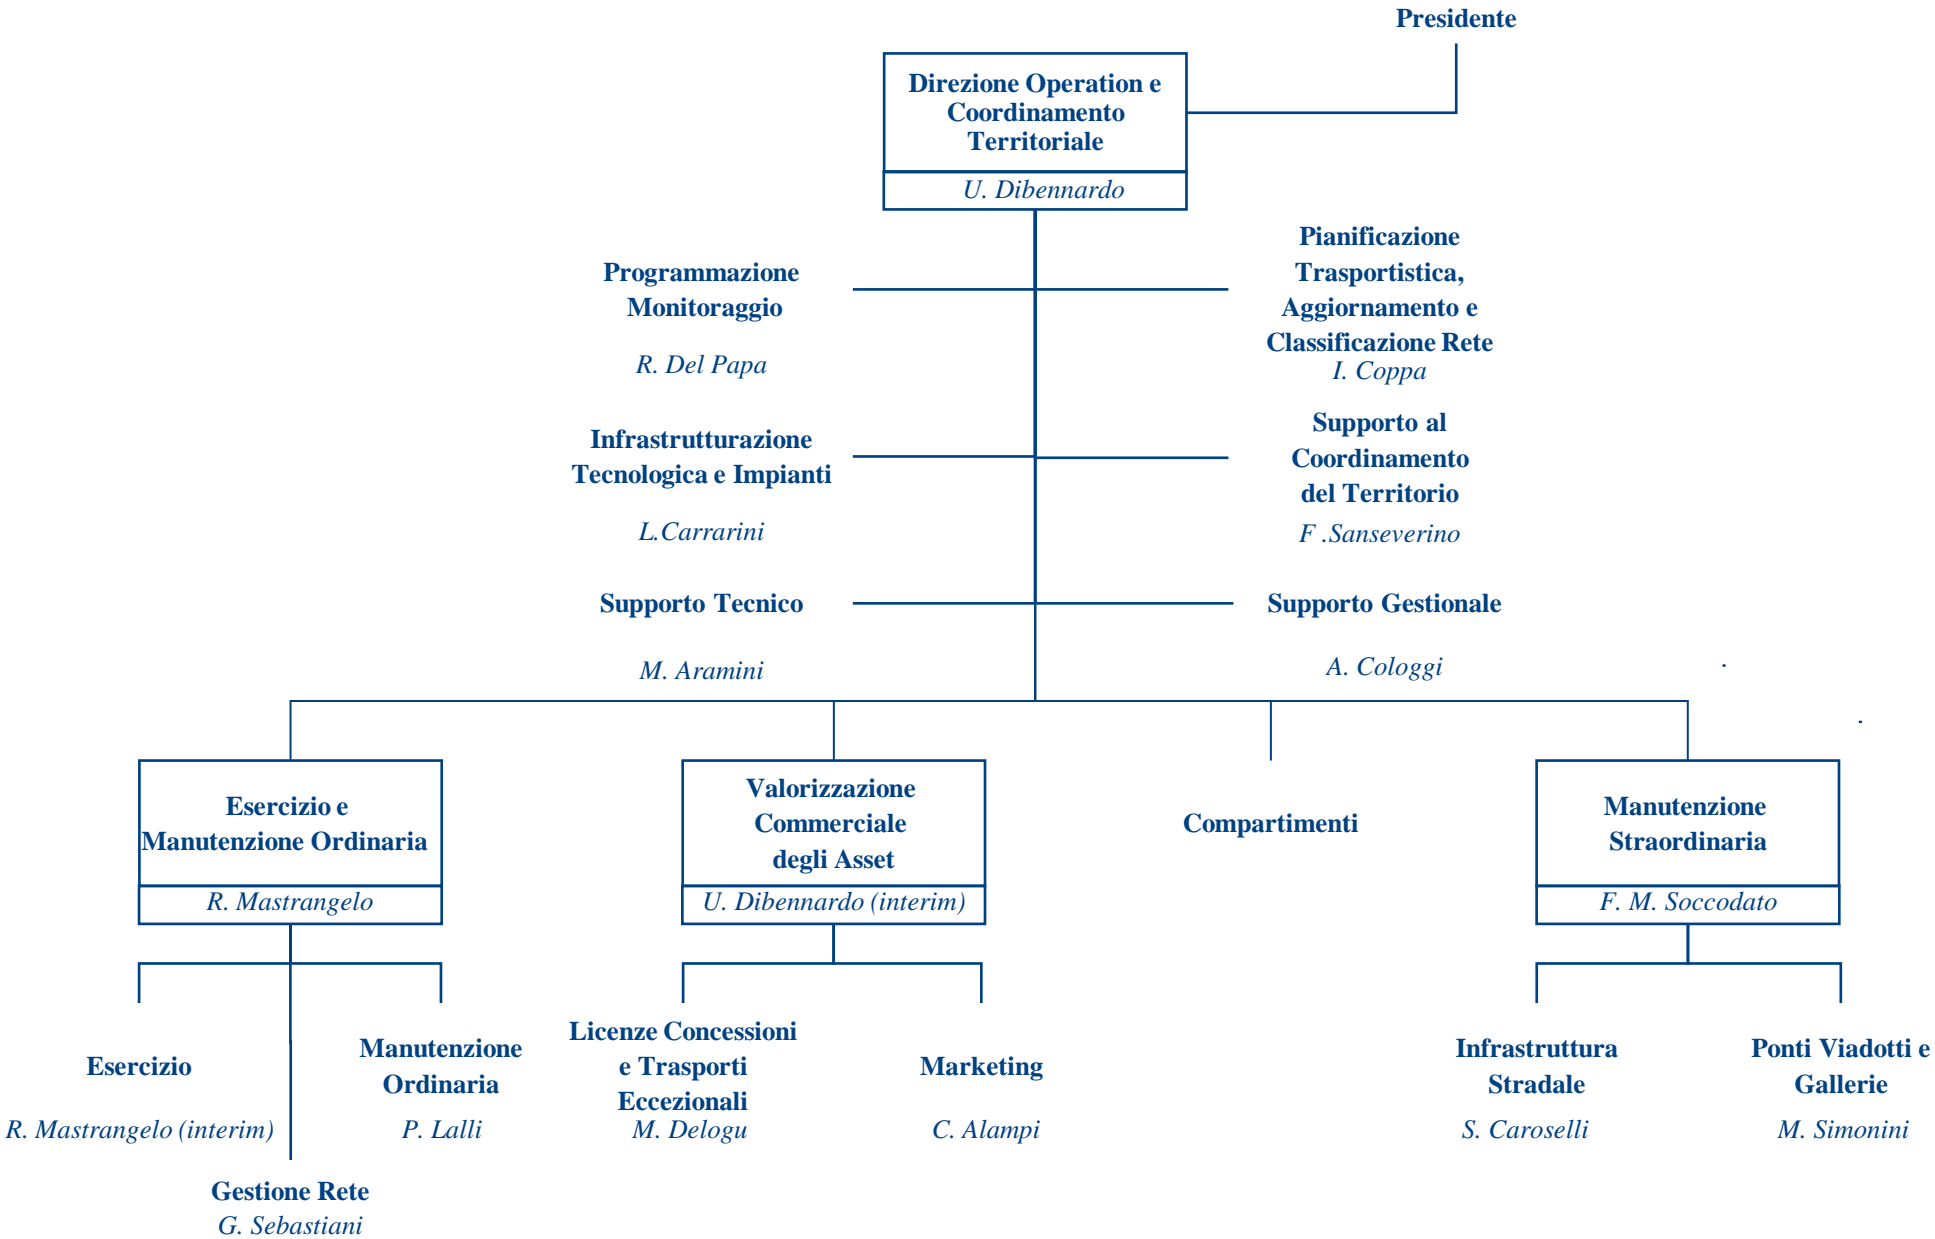 Presidente
Direzione Operation e
Coordinamento
Territoriale
U. Dibennardo
Programmazione
Monitoraggio
R. Del Papa
Pianificazione
Trasportistica,
Aggiornamento e
Classificazione Rete
I. Coppa
Infrastrutturazione
Tecnologica e Impianti
L.Carrarini
Supporto al
Coordinamento
del Territorio
F .Sanseverino
Supporto Tecnico
M. Aramini
Supporto Gestionale
A. Cologgi
.
.
Esercizio e
Manutenzione Ordinaria
R. Mastrangelo
Valorizzazione
Commerciale
degli Asset
U. Dibennardo (interim)
Compartimenti
Manutenzione
Straordinaria
F. M. Soccodato
Esercizio
R. Mastrangelo (interim)
Manutenzione
Ordinaria
P. Lalli
Gestione Rete
G. Sebastiani
Licenze Concessioni
e Trasporti
Eccezionali
M. Delogu
Marketing
C. Alampi
Infrastruttura
Stradale
S. Caroselli
Ponti Viadotti e
Gallerie
M. Simonini